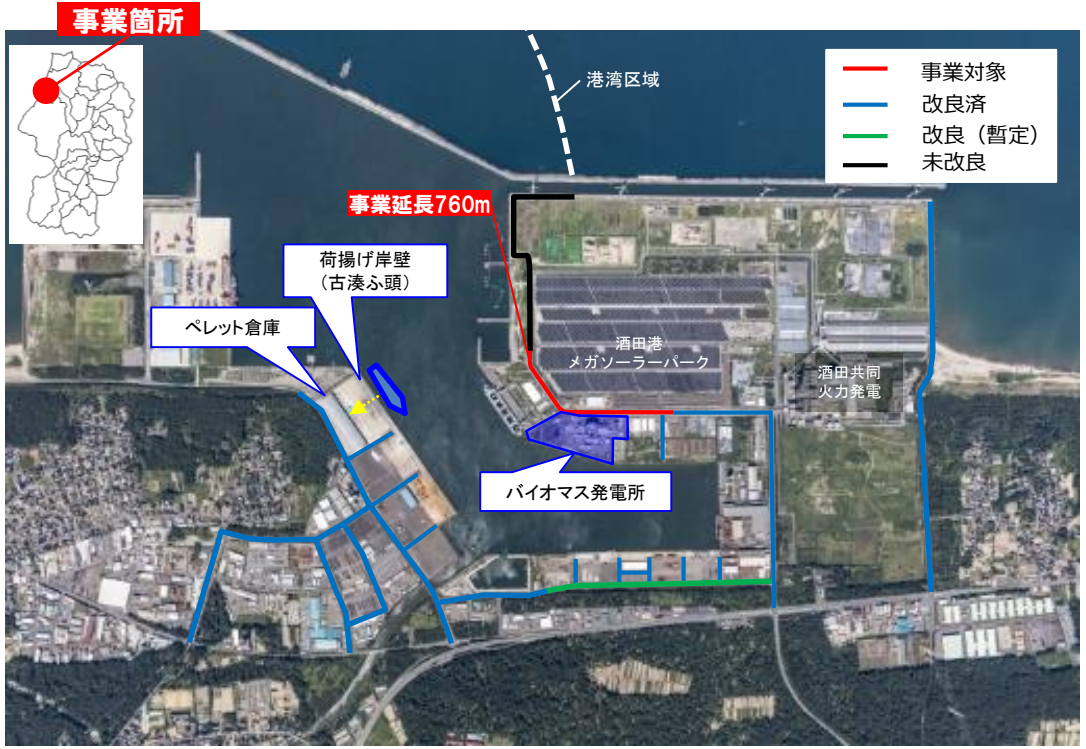 事業箇所
港湾区域
事業対象
改良済
改良（暫定）
未改良
事業延長760m
荷揚げ岸壁
（古湊ふ頭）
ペレット倉庫
酒田港
メガソーラーパーク
酒田共同
火力発電
バイオマス発電所